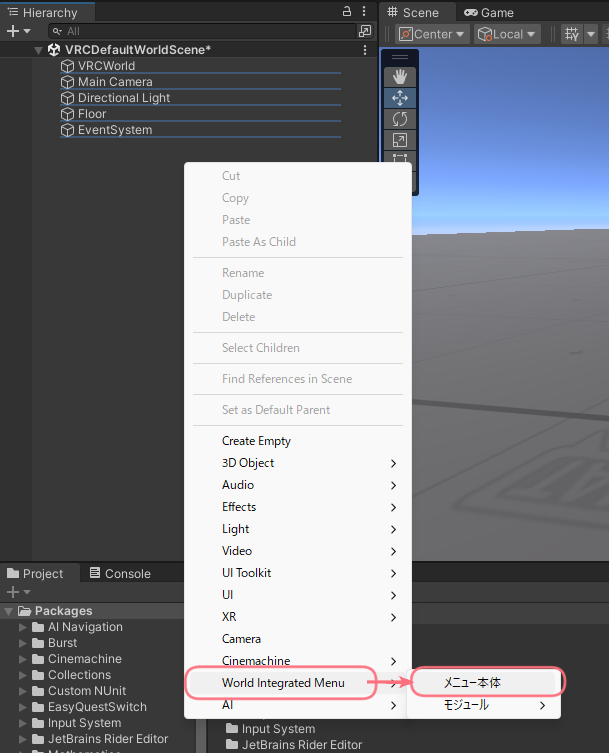 Hierarchy
Scene
Game
All
Center
Local
VRCDefaultWorldScene*
VRCWorld
Main Camera
Directional Light
Floor
EventSystem
Cut
Copy
Paste
Paste As Child
Rename
Duplicate
Delete
Select Children
Find References in Scene
Set as Default Parent
Create Empty
3D Object
Audio
Effects
Light
Video
UI Toolkit
UI
XR
Camera
Cinemachine
World Integrated Menu
メニュー本体
AI
モジュール
Project
Console
Packages
AI Navigation
Burst
Cinemachine
Collections
Custom NUnit
EasyQuestSwitch
Input System
JetBrains Rider Editor
Mathematics
Input System
JetBrains Rider Editor